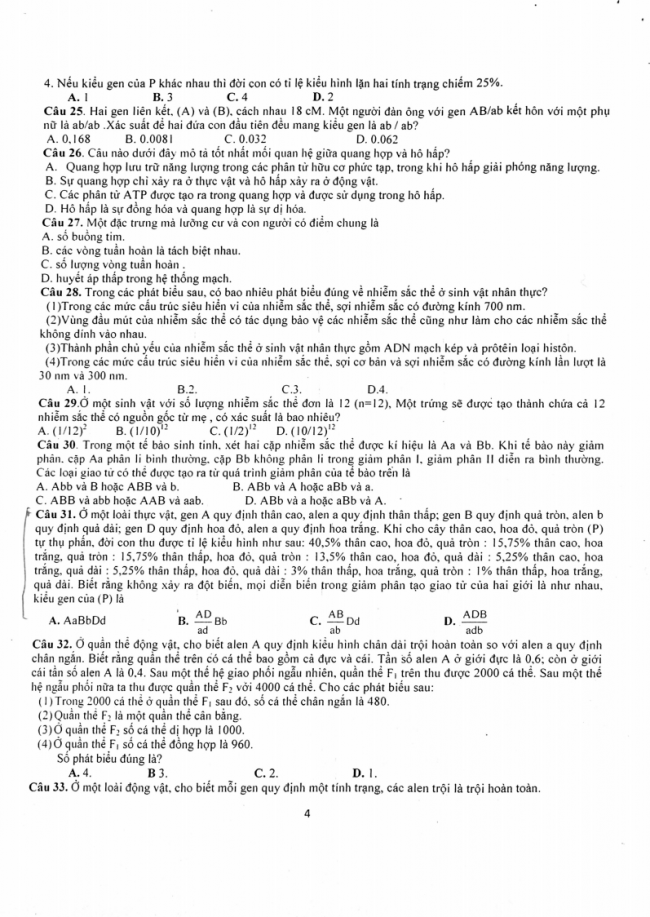 4. Nếu kiểu gen của P khác nhau thì đời con có tỉ lệ kiểu hình lặn hai tính trạng chiếm 25%.
A. 1 B. 3 C. 4 D. 2
Câu 25. Hai gen liên kết, (A) và (B), cách nhau 18 cM. Một người đàn ông với gen AB/ab kết hôn với một phụ
nữ là ab/ab .Xác suất để hai đứa con đầu tiên đều mang kiểu gen là ab / ab?
A. 0,168 B. 0.0081 C. 0.032 D. 0.062
Câu 26. Câu nào dưới đây mô tả tốt nhất mối quan hệ giữa quang hợp và hô hấp?
A. Quang hợp lưu trữ năng lượng trong các phân tử hữu cơ phức tạp, trong khi hô hấp giải phóng năng lượng.
B. Sự quang hợp chỉ xảy ra ở thực vật và hô hấp xảy ra ở động vật.
C. Các phân tử ATP được tạo ra trong quang hợp và được sử dụng trong hô hấp.
D. Hô hấp là sự đồng hóa và quang hợp là sự dị hóa.
Câu 27. Một đặc trưng mà lưỡng cư và con người có điểm chung là
A. số buồng tim.
B. các vòng tuần hoàn là tách biệt nhau.
C. số lượng vòng tuần hoàn .
D. huyết áp thấp trong hệ thống mạch.
Câu 28. Trong các phát biểu sau, có bao nhiêu phát biểu đúng về nhiễm sắc thể ở sinh vật nhân thực?
(1)Trong các mức cấu trúc siêu hiển vi của nhiễm sắc thể, sợi nhiễm sắc có đường kính 700 nm.
(2)Vùng đầu mút của nhiễm sắc thể có tác dụng bảo vệ các nhiễm sắc thể cũng như làm cho các nhiễm sắc thể
không dính vào nhau.
(3)Thành phần chủ yếu của nhiễm sắc thể ở sinh vật nhân thực gồm ADN mạch kép và prôtêin loại histôn.
(4)Trong các mức cấu trúc siêu hiển vi của nhiễm sắc thể, sợi cơ bản và sợi nhiễm sắc có đường kính lần lượt là
30 nm và 300 nm.
A. 1. B.2. C.3. D.4.
Câu 29.Ở một sinh vật với số lượng nhiễm sắc thể đơn là 12 (n=12), Một trứng sẽ được tạo thành chứa cả 12
nhiễm sắc thể có nguồn gốc từ mẹ , có xác suất là bao nhiêu?
A. (1/12)² B. (1/10)¹² C. (1/2)¹² D. (10/12)¹²
Câu 30. Trong một tế bào sinh tinh, xét hai cặp nhiễm sắc thể được kí hiệu là Aa và Bb. Khi tế bào này giảm
phân, cặp Aa phân li bình thường, cặp Bb không phân li trong giảm phân I, giảm phân II diễn ra bình thường.
Các loại giao tử có thể được tạo ra từ quá trình giảm phân của tế bào trên là
A. Abb và B hoặc ABB và b. B. ABb và A hoặc aBb và a.
C. ABB và abb hoặc AAB và aab. D. ABb và a hoặc aBb và A.
Câu 31. Ở một loài thực vật, gen A quy định thân cao, alen a quy định thân thấp; gen B quy định quả tròn, alen b
quy định quả dài; gen D quy định hoa đỏ, alen a quy định hoa trắng. Khi cho cây thân cao, hoa đỏ, quả tròn (P)
tự thụ phấn, đời con thu được tỉ lệ kiểu hình như sau: 40,5% thân cao, hoa đỏ, quả tròn : 15,75% thân cao, hoa
trắng, quả tròn : 15,75% thân thấp, hoa đỏ, quả tròn : 13,5% thân cao, hoa đỏ, quả dài : 5,25% thân cao, hoa
trắng, quả dài : 5,25% thân thấp, hoa đỏ, quả dài : 3% thân thấp, hoa trắng, quả tròn : 1% thân thấp, hoa trắng,
quả dài. Biết rằng không xảy ra đột biến, mọi diễn biến trong giảm phân tạo giao tử của hai giới là như nhau,
kiểu gen của (P) là
A. AaBbDd B. AD/ad Bb C. AB/ab Dd D. ADB/adb
Câu 32. Ở quần thể động vật, cho biết alen A quy định kiểu hình chân dài trội hoàn toàn so với alen a quy định
chân ngắn. Biết rằng quần thể trên có cá thể bao gồm cả đực và cái. Tần số alen A ở giới đực là 0,6; còn ở giới
cái tần số alen A là 0,4. Sau một thế hệ giao phối ngẫu nhiên, quần thể F₁ trên thu được 2000 cá thể. Sau một thế
hệ ngẫu phối nữa ta thu được quần thể F₂ với 4000 cá thể. Cho các phát biểu sau:
(1)Trong 2000 cá thể ở quần thể F₁ sau đó, số cá thể chân ngắn là 480.
(2)Quần thể F₂ là một quần thể cân bằng.
(3)Ở quần thể F₂ số cá thể dị hợp là 1000.
(4)Ở quần thể F₁ số cá thể đồng hợp là 960.
Số phát biểu đúng là?
A. 4. B 3. C. 2. D. 1.
Câu 33. Ở một loài động vật, cho biết mỗi gen quy định một tính trạng, các alen trội là trội hoàn toàn.
4